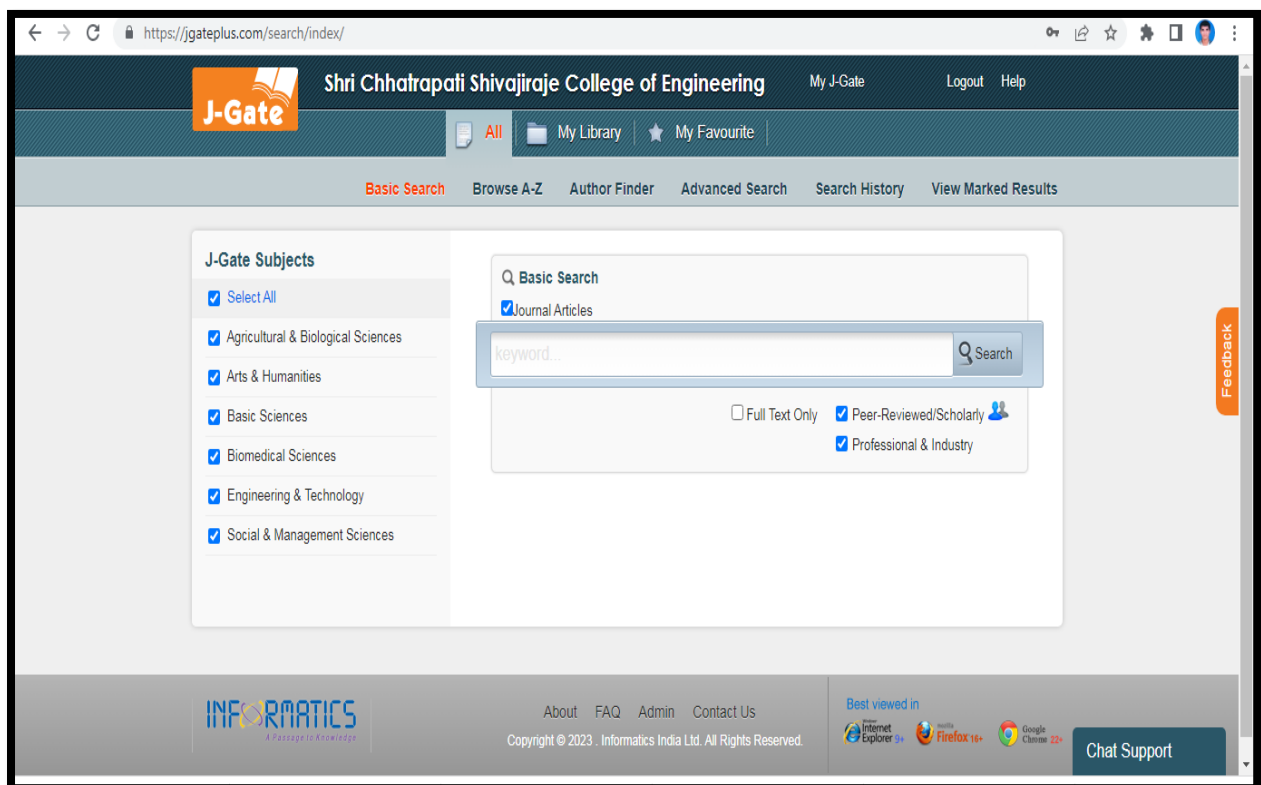 https://jgateplus.com/search/index/
J-Gate
Shri Chhatrapati Shivajiraje College of Engineering
My J-Gate Logout Help
All My Library My Favourite
Basic Search Browse A-Z Author Finder Advanced Search Search History View Marked Results
J-Gate Subjects
Select All
Agricultural & Biological Sciences
Arts & Humanities
Basic Sciences
Biomedical Sciences
Engineering & Technology
Social & Management Sciences
Basic Search
Journal Articles
keyword...
Search
Full Text Only Peer-Reviewed/Scholarly
Professional & Industry
Feedback
INFORMATICS
A Passage to Knowledge
About FAQ Admin Contact Us
Copyright © 2023 . Informatics India Ltd. All Rights Reserved.
Best viewed in
Windows Internet Explorer 9+
mozilla Firefox 16+
Google Chrome 22+
Chat Support